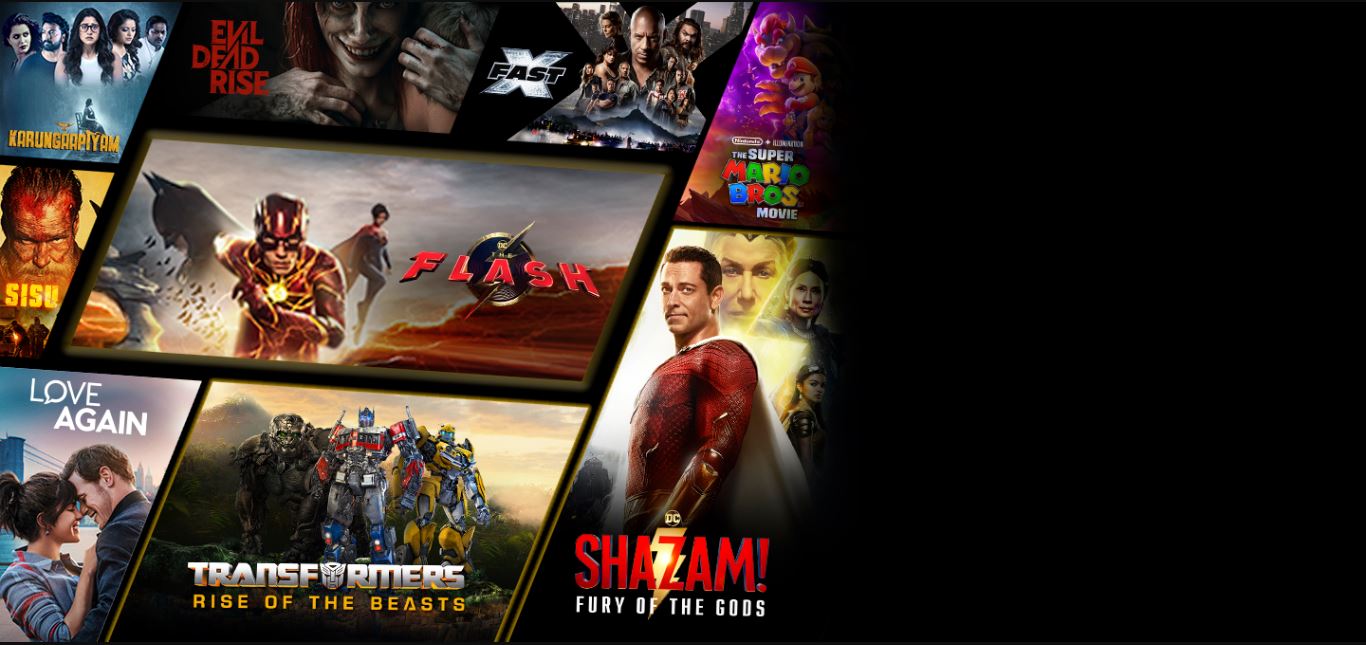 KARUNGAAPIYAM
EVIL
DEAD
RISE
FAST
X
Nintendo + ILLUMINATION
THE SUPER
MARIO
BROS.
MOVIE
SISU
DC
THE
FLASH
LOVE
AGAIN
TRANSFORMERS
RISE OF THE BEASTS
DC
SHAZAM!
FURY OF THE GODS